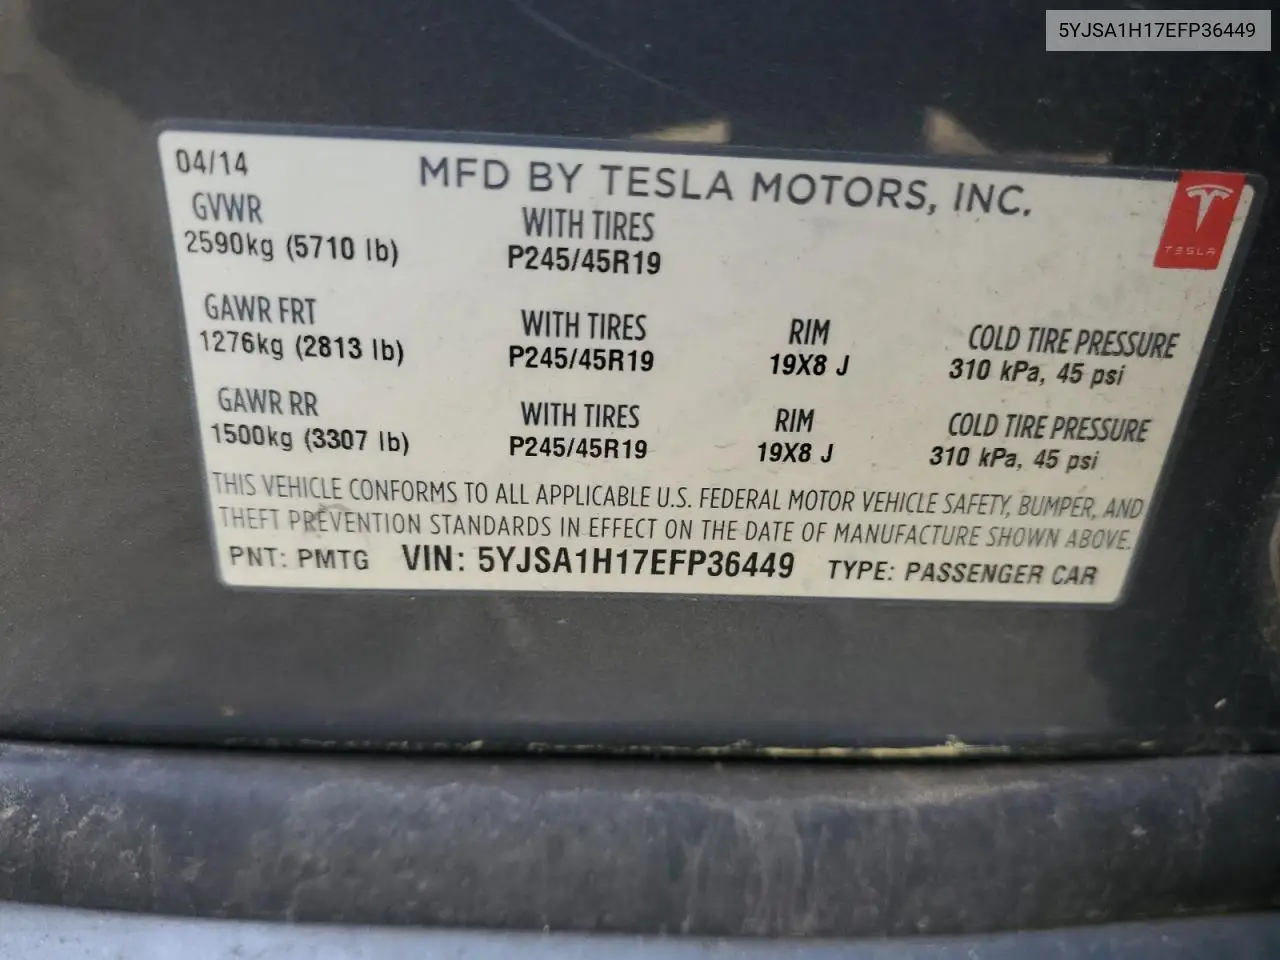 5YJSA1H17EFP36449
04/14 MFD BY TESLA MOTORS, INC.
TESLA
GVWR WITH TIRES
2590kg (5710 lb) P245/45R19
GAWR FRT WITH TIRES RIM COLD TIRE PRESSURE
1276kg (2813 lb) P245/45R19 19X8 J 310 kPa, 45 psi
GAWR RR WITH TIRES RIM COLD TIRE PRESSURE
1500kg (3307 lb) P245/45R19 19X8 J 310 kPa, 45 psi
THIS VEHICLE CONFORMS TO ALL APPLICABLE U.S. FEDERAL MOTOR VEHICLE SAFETY, BUMPER, AND
THEFT PREVENTION STANDARDS IN EFFECT ON THE DATE OF MANUFACTURE SHOWN ABOVE.
PNT: PMTG VIN: 5YJSA1H17EFP36449 TYPE: PASSENGER CAR